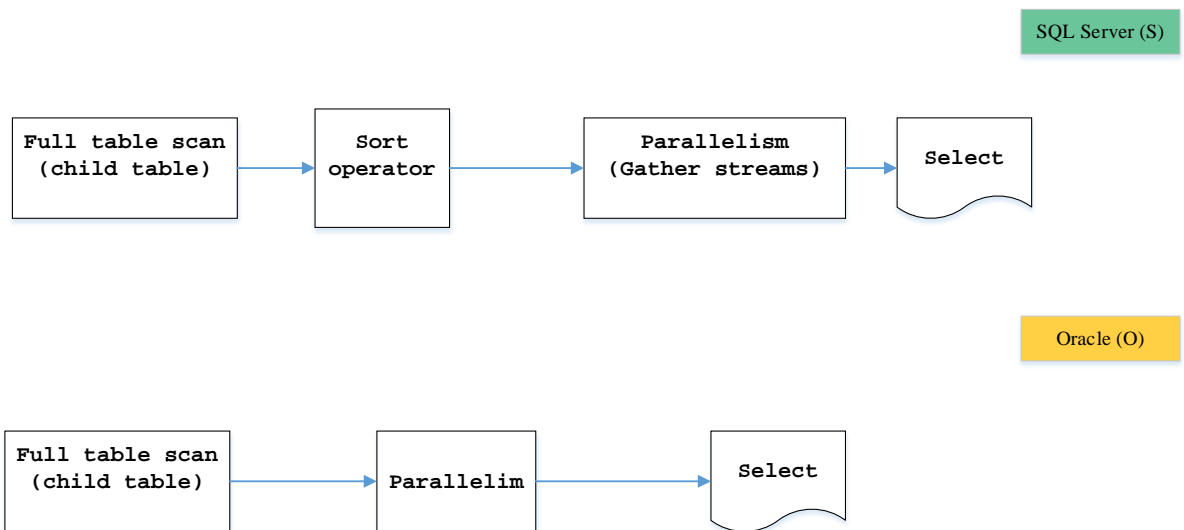 SQL Server (S)
Full table scan
(child table)
Sort
operator
Parallelism
(Gather streams)
Select
Oracle (O)
Full table scan
(child table)
Parallelim
Select